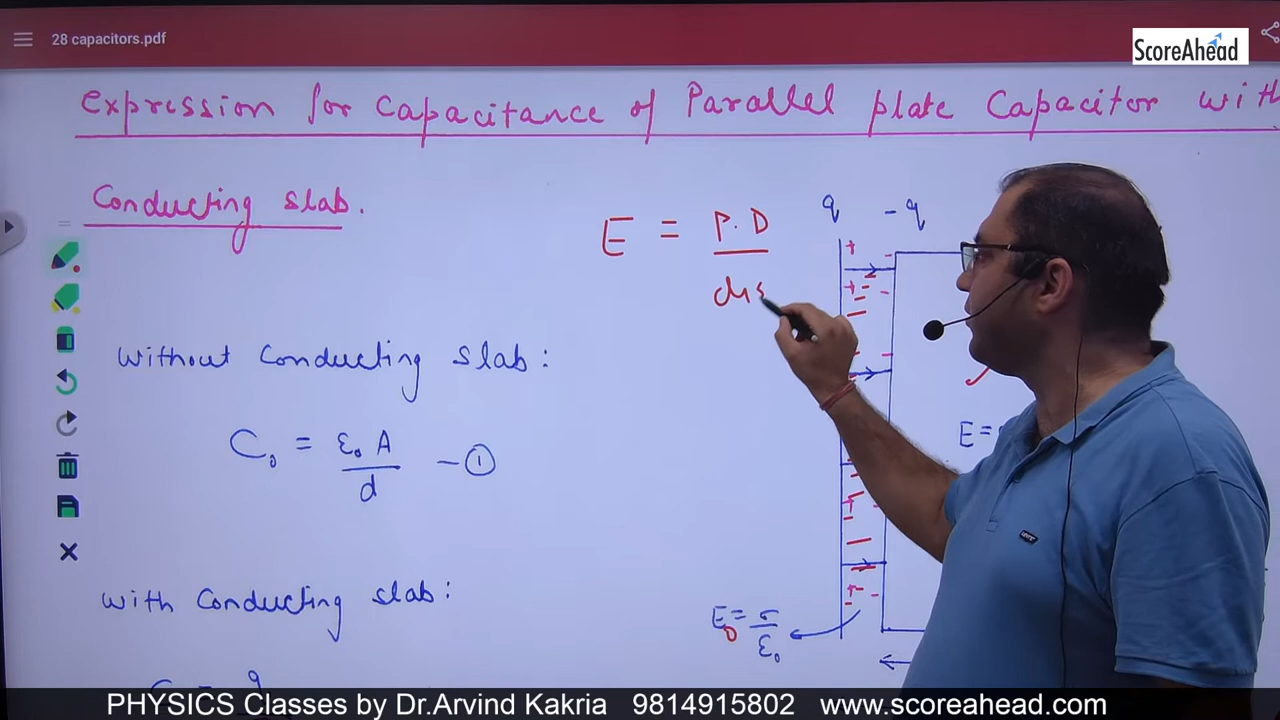 28 capacitors.pdf
ScoreAhead
Expression for Capacitance of Parallel plate Capacitor with
Conducting slab.
E = P.D
dis
q -q
Without Conducting Slab:
C₀ = ε₀ A / d - ①
E=
With Conducting slab:
E₀ = σ / ε₀
q
PHYSICS Classes by Dr.Arvind Kakria 9814915802 www.scoreahead.com